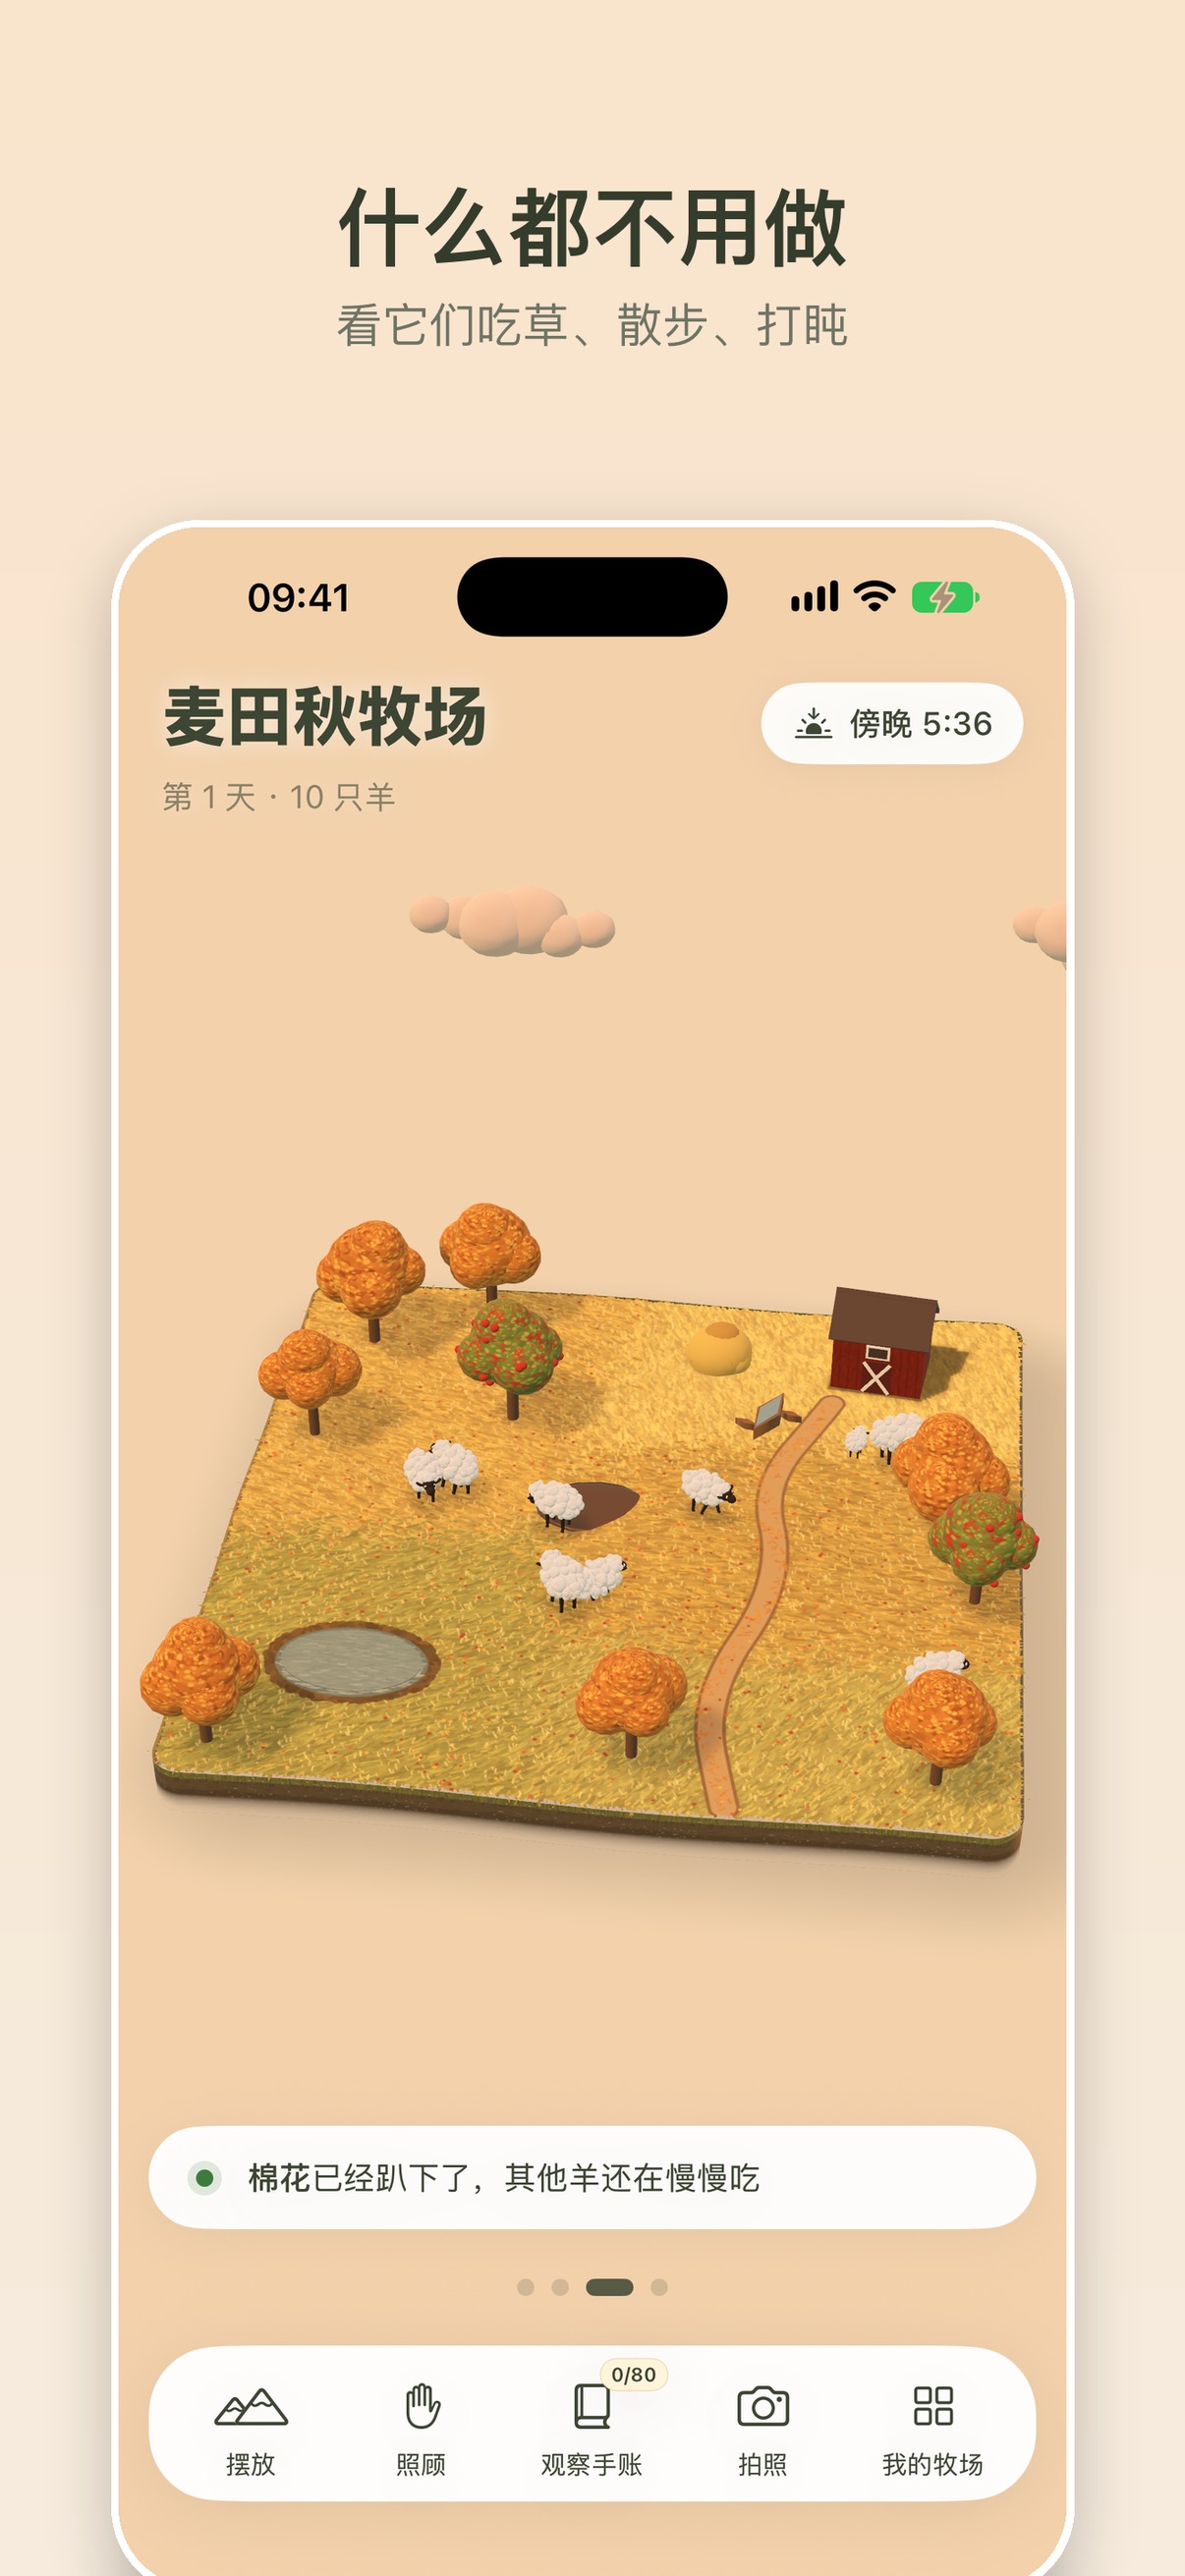 什么都不用做
看它们吃草、散步、打盹
09:41
麦田秋牧场
傍晚 5:36
第 1 天 · 10 只羊
棉花已经趴下了，其他羊还在慢慢吃
0/80
摆放
照顾
观察手账
拍照
我的牧场